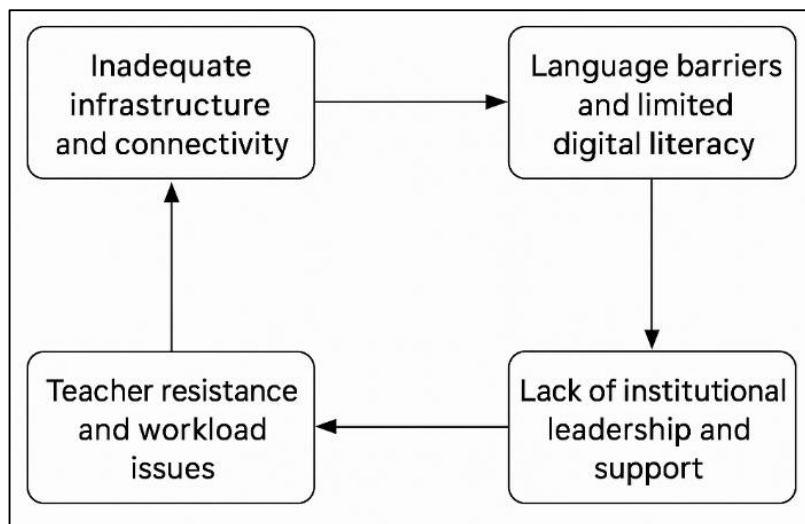 Inadequate
infrastructure
and connectivity
Language barriers
and limited
digital literacy
Teacher resistance
and workload
issues
Lack of institutional
leadership and
support